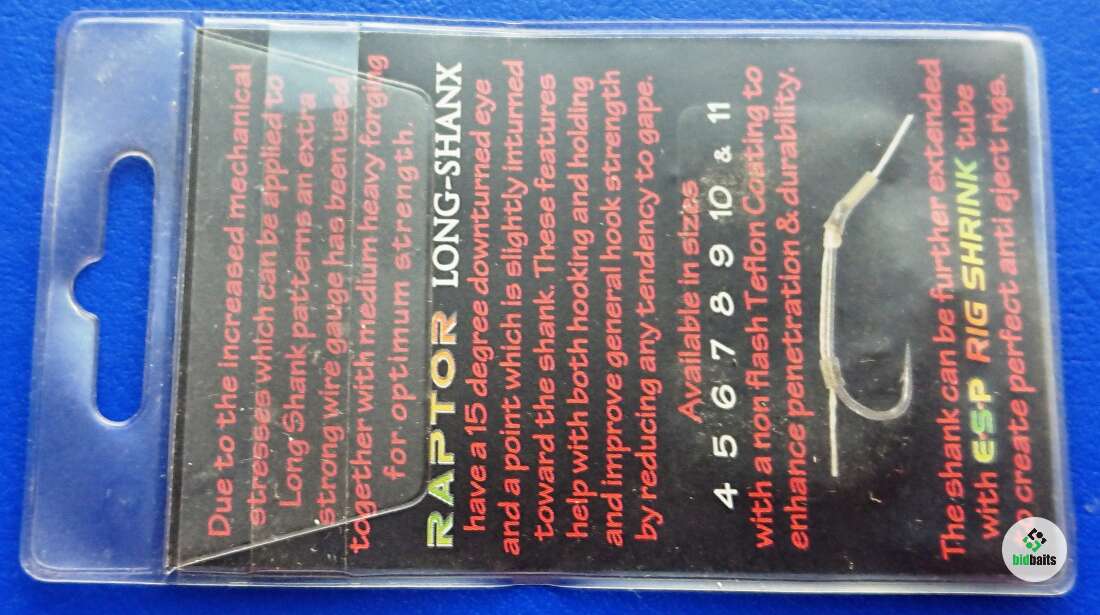 Due to the increased mechanical
stresses which can be applied to
Long Shank patterns an extra
strong wire gauge has been used
together with medium heavy forging
for optimum strength.
RAPTOR LONG-SHANX
have a 15 degree downturned eye
and a point which is slightly inturned
toward the shank. These features
help with both hooking and holding
and improve general hook strength
by reducing any tendency to gape.
Available in sizes
4 5 6 7 8 9 10 & 11
with a non flash Teflon Coating to
enhance penetration & durability.
The shank can be further extended
with ESP RIG SHRINK tube
to create perfect anti eject rigs.
bidbaits